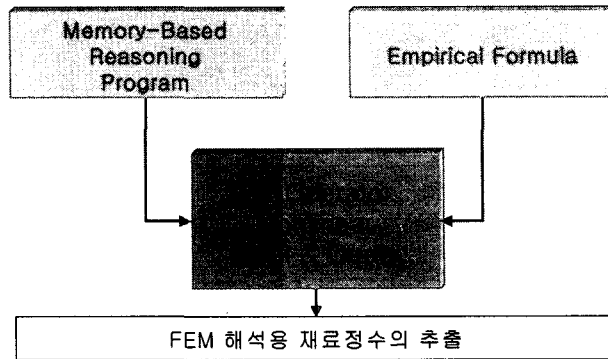 Memory-Based
Reasoning
Program
Empirical Formula
FEM 해석용 재료정수의 추출